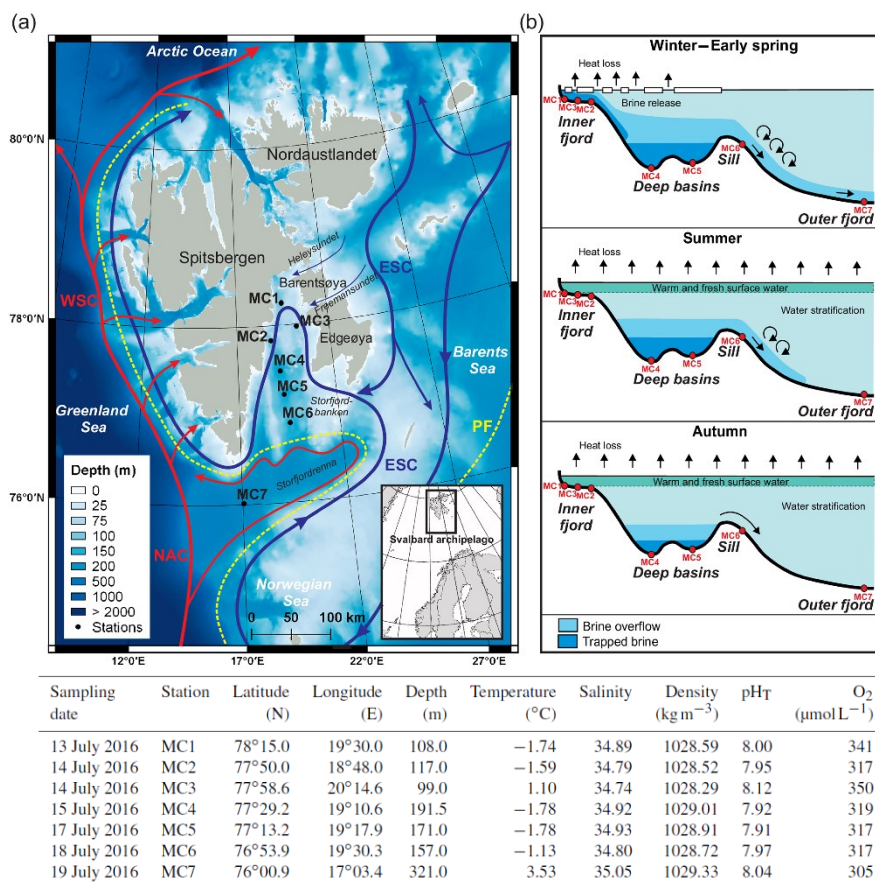 (a)
Arctic Ocean
80°0'N
Nordaustlandet
Heleysundet
Spitsbergen
ESC
Barentsøya
WSC
MC1
Freemansundet
78°0'N
MC3
MC2
Edgeøya
MC4
Barents
Sea
MC5
Storfjord-
banken
MC6
Greenland
Sea
PF
ESC
Storfjordrenna
Depth (m)
0
25
50
75
100
150
200
500
1000
> 2000
Stations
MC7
76°0'N
Svalbard archipelago
NAC
Norwegian
Sea
0 50 100 km
12°0'E 17°0'E 22°0'E 27°0'E
(b)
Winter–Early spring
Heat loss
Brine release
MC1
MC3
MC2
Inner
fjord
MC6
Sill
MC4
MC5
Deep basins
MC7
Outer fjord
Summer
Heat loss
Warm and fresh surface water
MC1
MC3
MC2
Water stratification
Inner
fjord
MC6
Sill
MC4
MC5
Deep basins
MC7
Outer fjord
Autumn
Heat loss
Warm and fresh surface water
MC1
MC3
MC2
Water stratification
Inner
fjord
MC6
Sill
MC4
MC5
Deep basins
MC7
Outer fjord
Brine overflow
Trapped brine
Sampling Station Latitude Longitude Depth Temperature Salinity Density pHT O2
date (N) (E) (m) (°C) (kg m−3) (µmol L−1)
13 July 2016 MC1 78°15.0 19°30.0 108.0 −1.74 34.89 1028.59 8.00 341
14 July 2016 MC2 77°50.0 18°48.0 117.0 −1.59 34.79 1028.52 7.95 317
14 July 2016 MC3 77°58.6 20°14.6 99.0 1.10 34.74 1028.29 8.12 350
15 July 2016 MC4 77°29.2 19°10.6 191.5 −1.78 34.92 1029.01 7.92 319
17 July 2016 MC5 77°13.2 19°17.9 171.0 −1.78 34.93 1028.91 7.91 317
18 July 2016 MC6 76°53.9 19°30.3 157.0 −1.13 34.80 1028.72 7.97 317
19 July 2016 MC7 76°00.9 17°03.4 321.0 3.53 35.05 1029.33 8.04 305